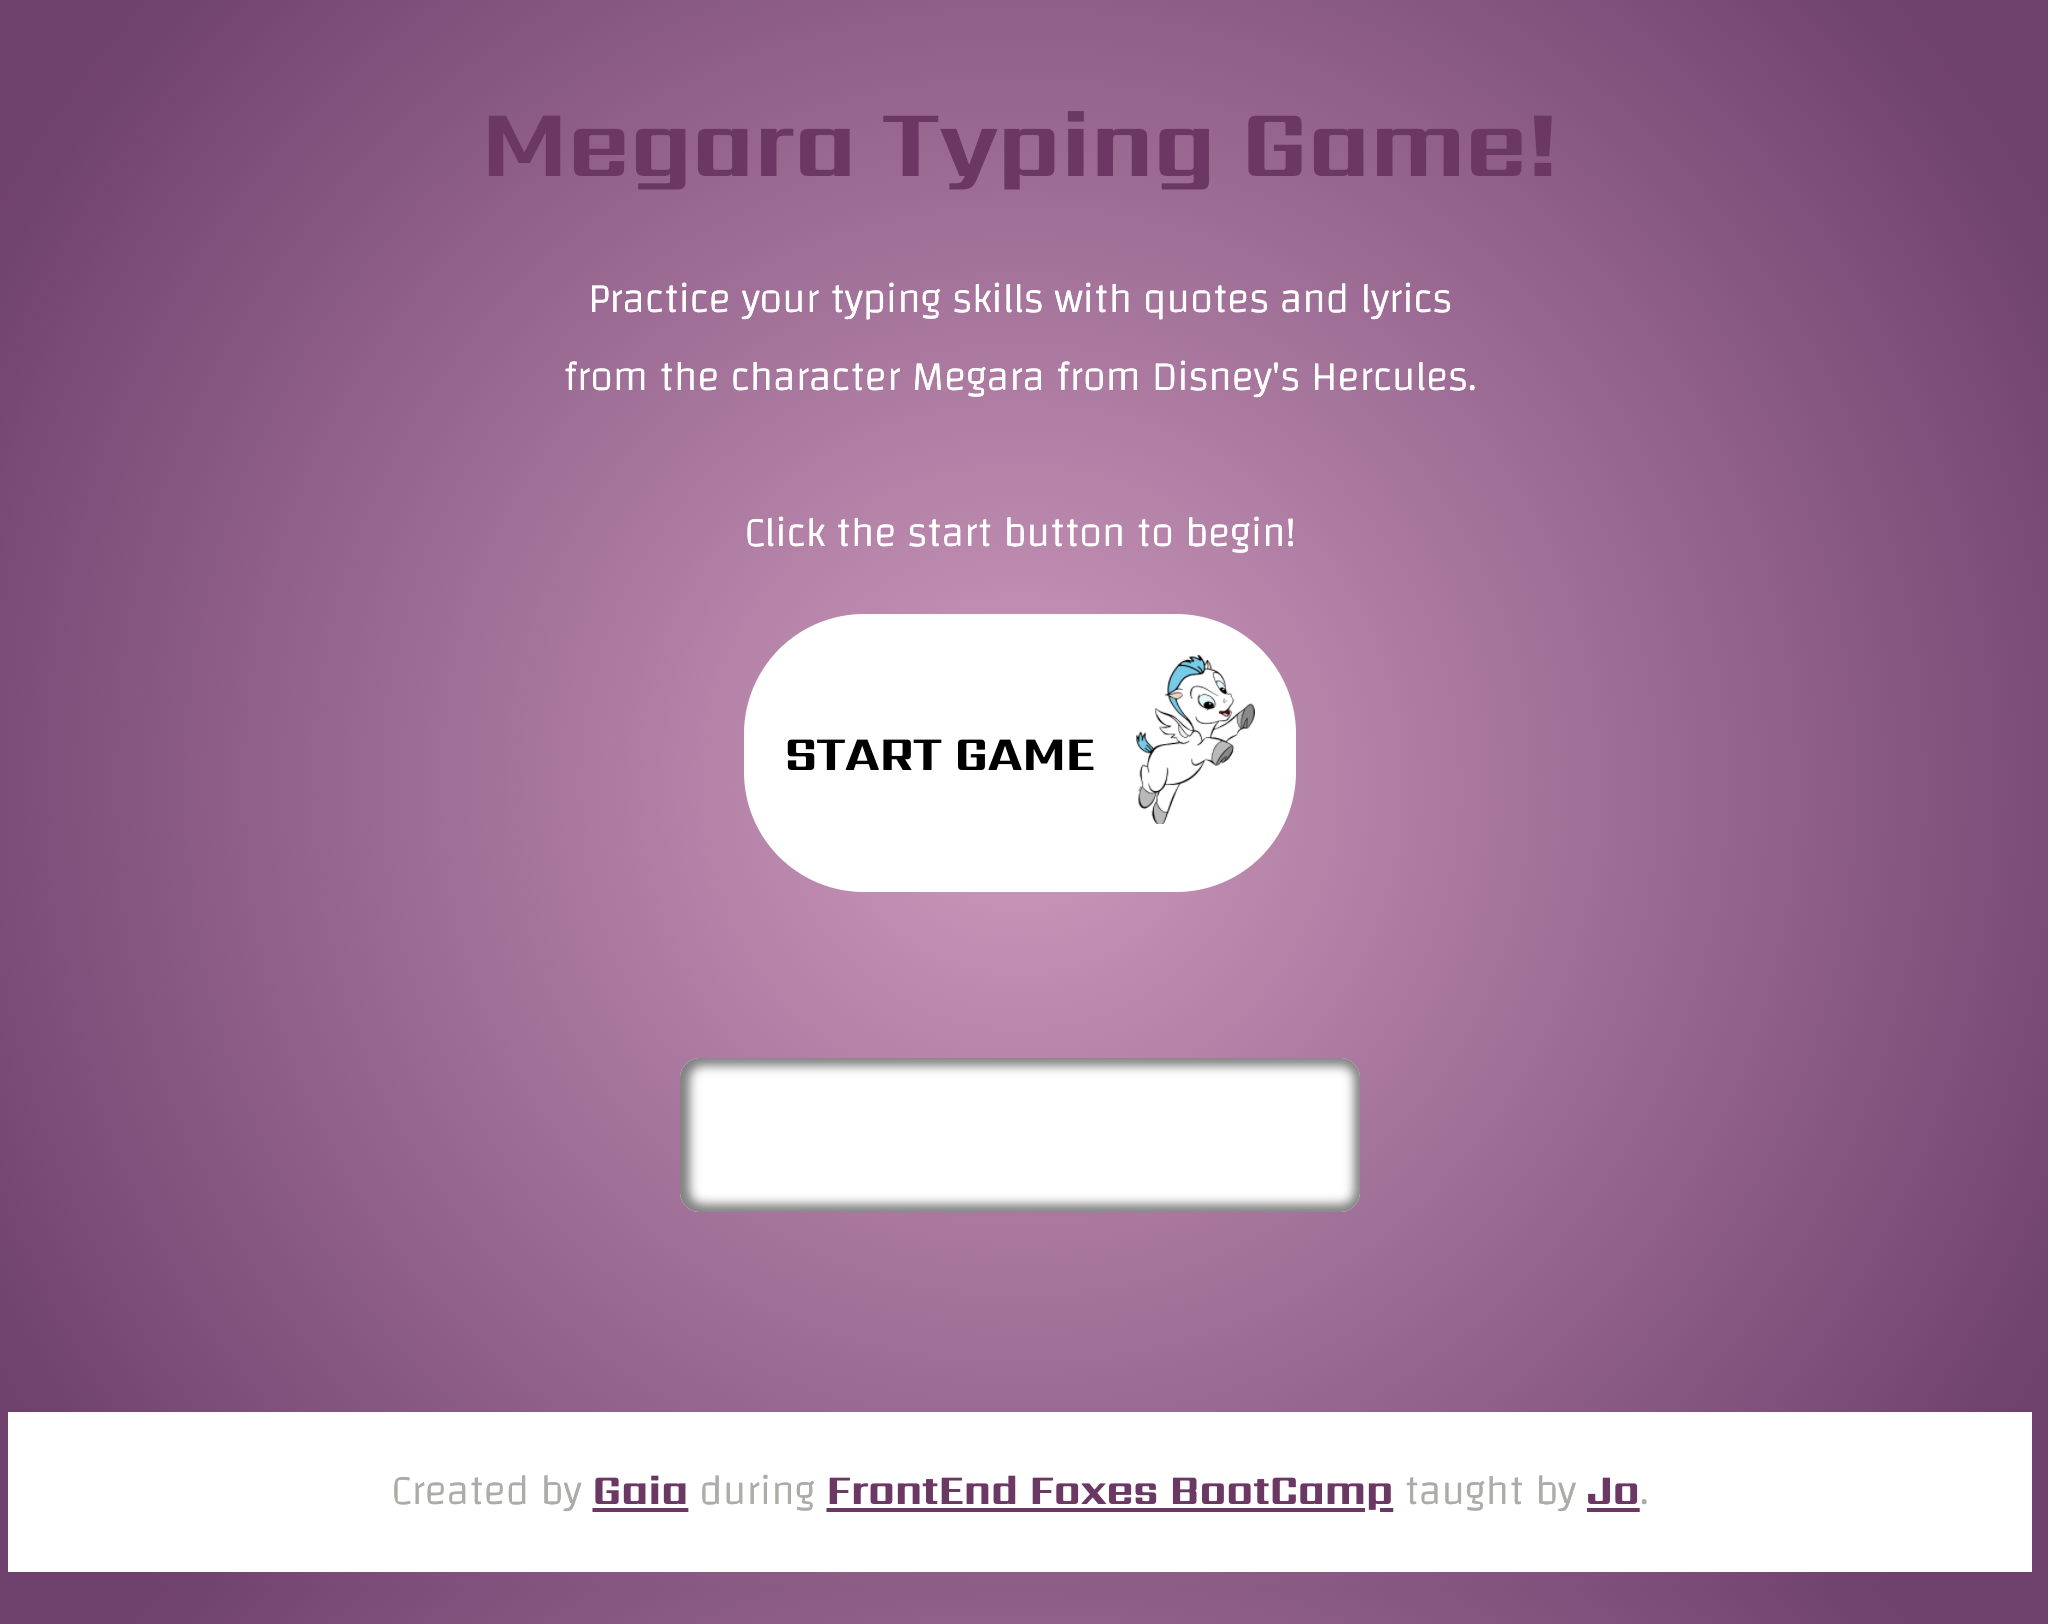 Megara Typing Game!
Practice your typing skills with quotes and lyrics
from the character Megara from Disney's Hercules.
Click the start button to begin!
START GAME
Created by Gaia during FrontEnd Foxes BootCamp taught by Jo.